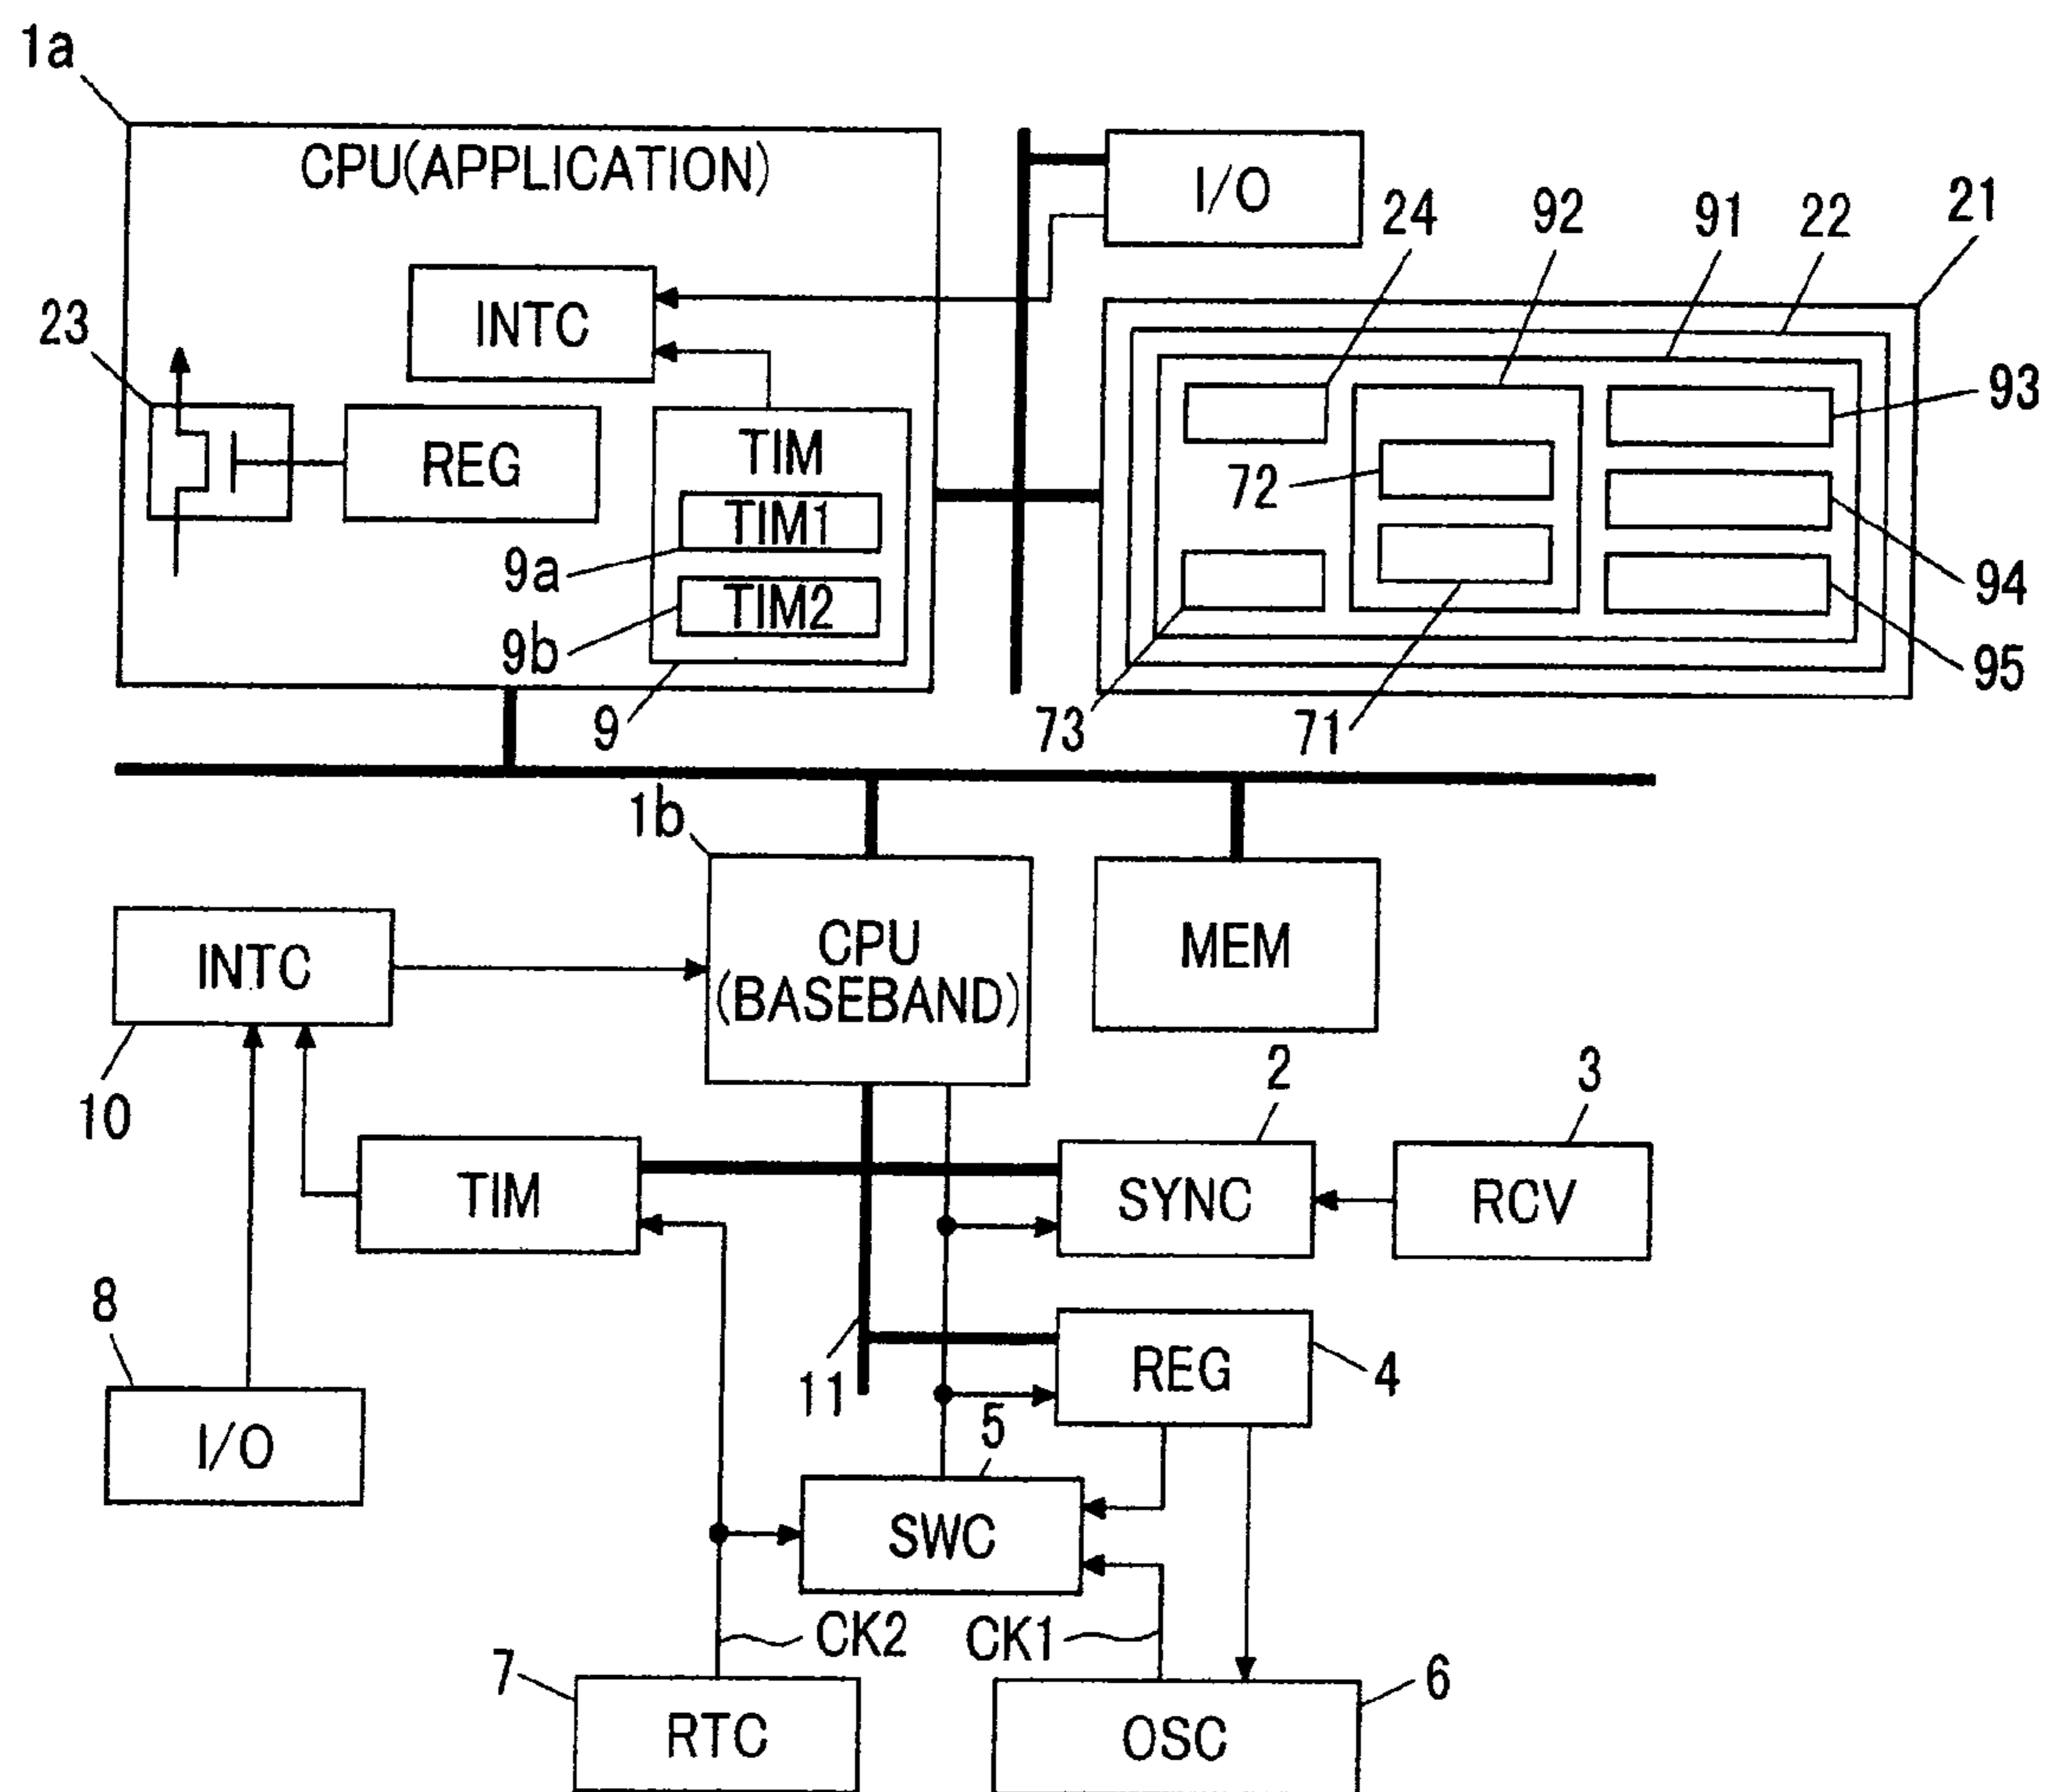 1a
CPU(APPLICATION)
I/O
24
92
91
22
21
23
INTC
93
REG
TIM
72
TIM1
9a
94
TIM2
9b
95
9
73
71
1b
INTC
CPU
(BASEBAND)
MEM
10
2
3
TIM
SYNC
RCV
8
11
REG
4
5
I/O
SWC
CK2
CK1
7
6
RTC
OSC